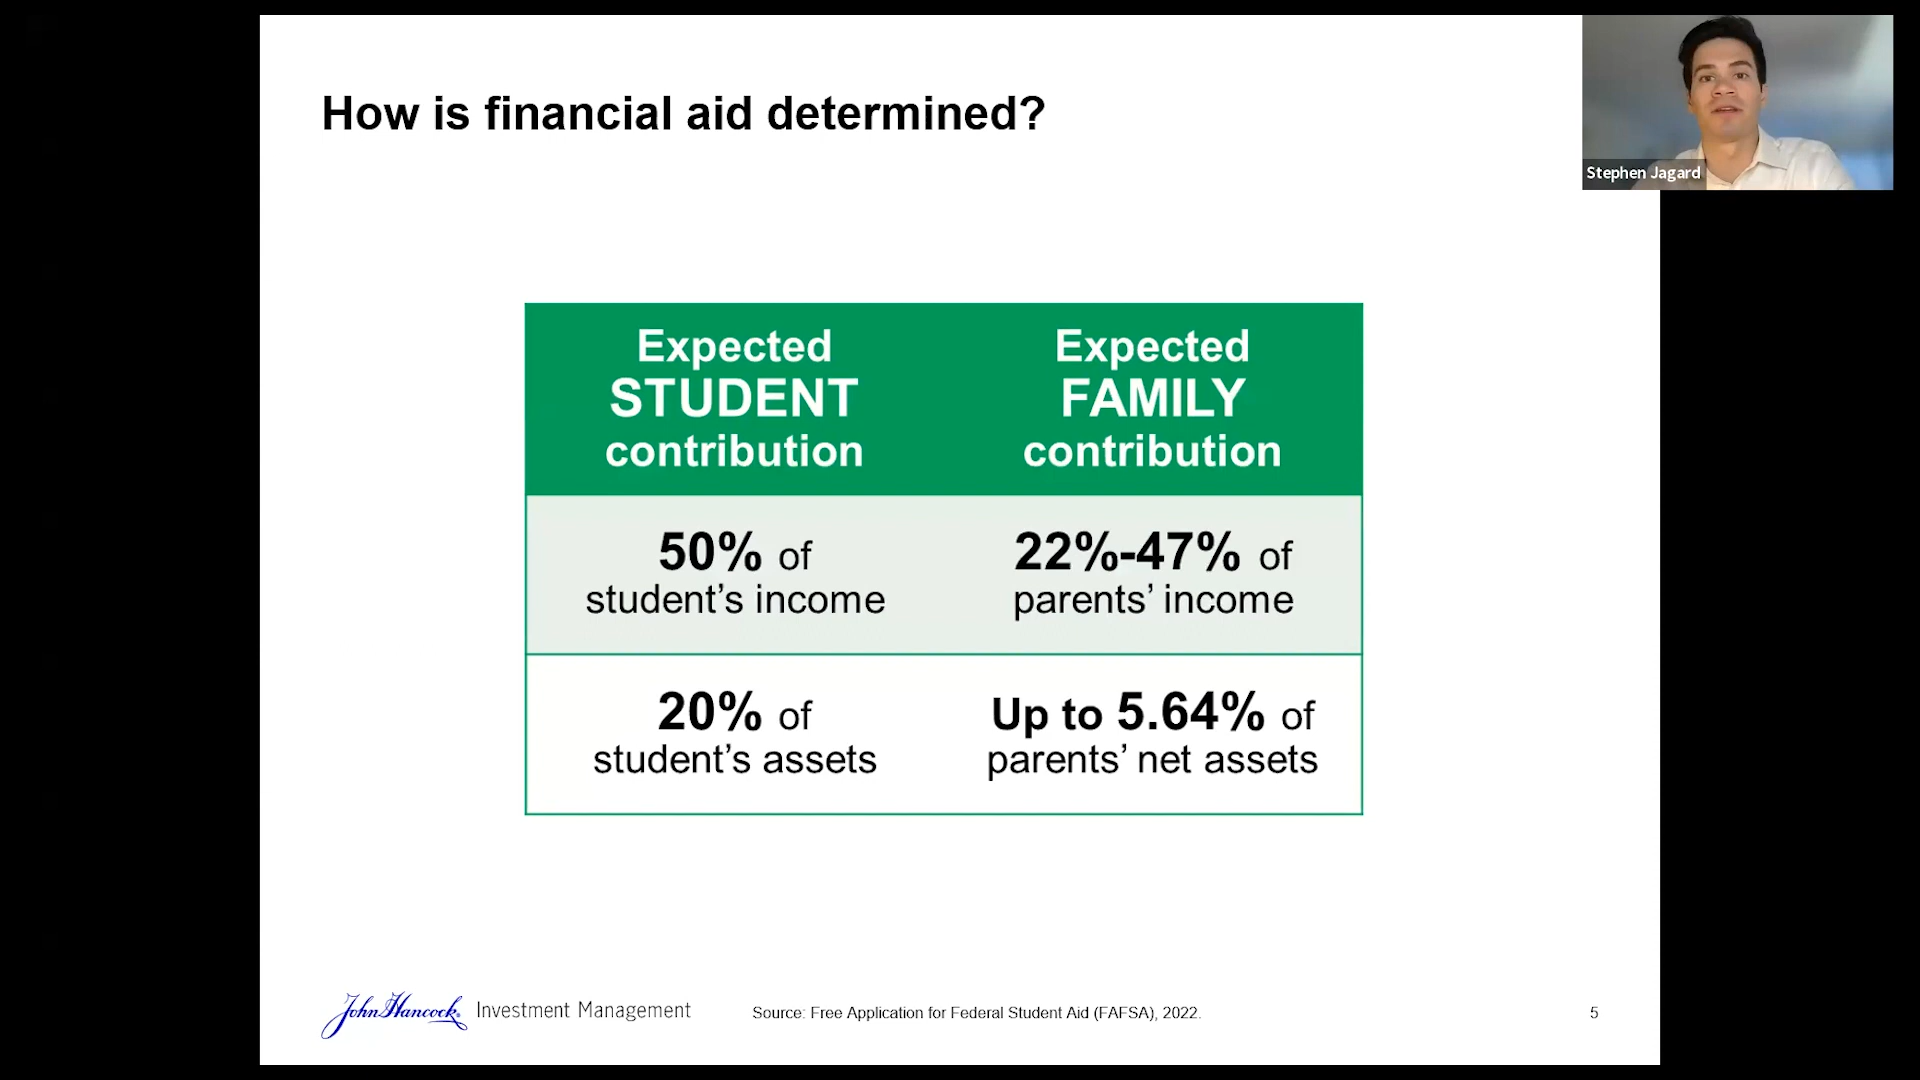 How is financial aid determined?
Stephen Jagard
Expected
STUDENT
contribution
Expected
FAMILY
contribution
50% of
student’s income
22%-47% of
parents’ income
20% of
student’s assets
Up to 5.64% of
parents’ net assets
John Hancock® Investment Management
Source: Free Application for Federal Student Aid (FAFSA), 2022.
5